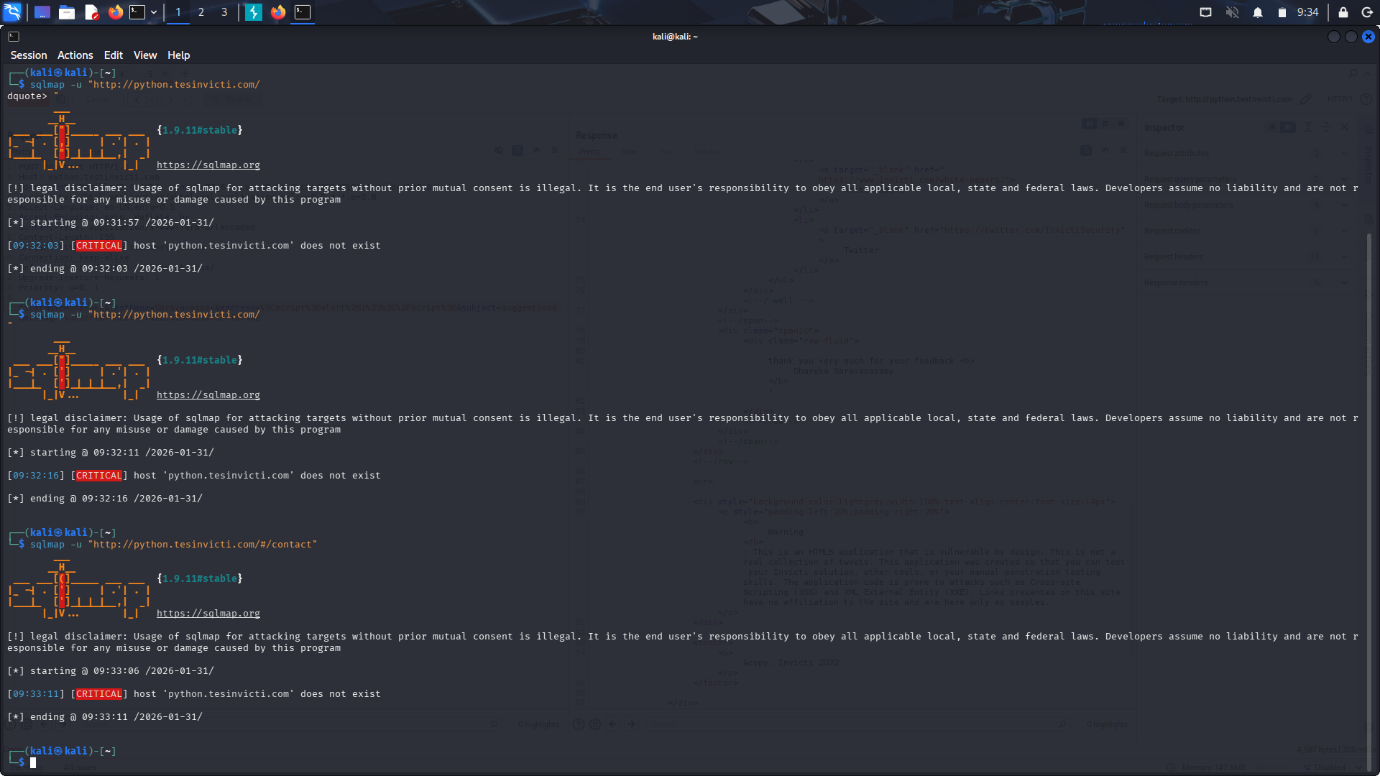 1 2 3 9:34
kali@kali: ~
Session Actions Edit View Help
┌──(kali㉿kali)-[~]
└─$ sqlmap -u "http://python.tesinvicti.com/
dquote> "
{1.9.11#stable}
https://sqlmap.org
[!] legal disclaimer: Usage of sqlmap for attacking targets without prior mutual consent is illegal. It is the end user's responsibility to obey all applicable local, state and federal laws. Developers assume no liability and are not r
esponsible for any misuse or damage caused by this program
[*] starting @ 09:31:57 /2026-01-31/
[09:32:03] [CRITICAL] host 'python.tesinvicti.com' does not exist
[*] ending @ 09:32:03 /2026-01-31/
┌──(kali㉿kali)-[~]
└─$ sqlmap -u "http://python.tesinvicti.com/
"
{1.9.11#stable}
https://sqlmap.org
[!] legal disclaimer: Usage of sqlmap for attacking targets without prior mutual consent is illegal. It is the end user's responsibility to obey all applicable local, state and federal laws. Developers assume no liability and are not r
esponsible for any misuse or damage caused by this program
[*] starting @ 09:32:11 /2026-01-31/
[09:32:16] [CRITICAL] host 'python.tesinvicti.com' does not exist
[*] ending @ 09:32:16 /2026-01-31/
┌──(kali㉿kali)-[~]
└─$ sqlmap -u "http://python.tesinvicti.com/#/contact"
{1.9.11#stable}
https://sqlmap.org
[!] legal disclaimer: Usage of sqlmap for attacking targets without prior mutual consent is illegal. It is the end user's responsibility to obey all applicable local, state and federal laws. Developers assume no liability and are not r
esponsible for any misuse or damage caused by this program
[*] starting @ 09:33:06 /2026-01-31/
[09:33:11] [CRITICAL] host 'python.tesinvicti.com' does not exist
[*] ending @ 09:33:11 /2026-01-31/
┌──(kali㉿kali)-[~]
└─$
Response
Inspector
Twitter
Warning